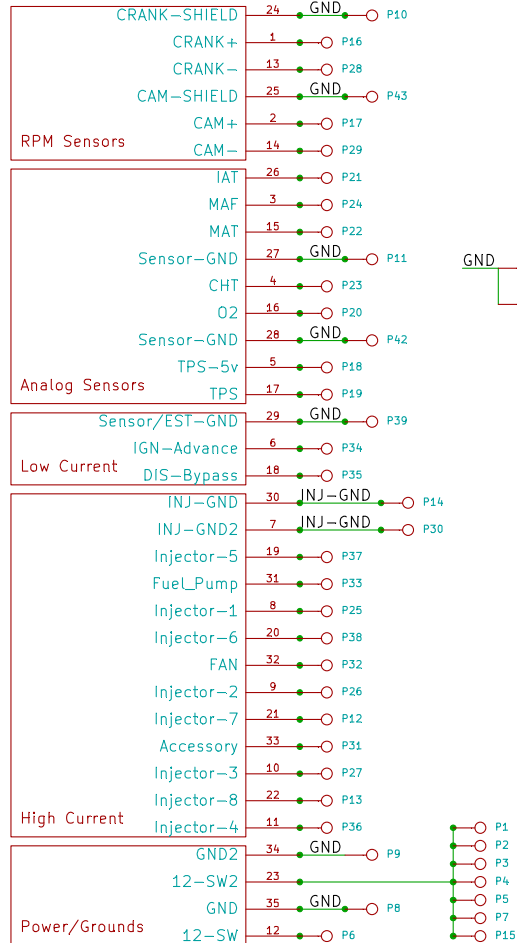 CRANK-SHIELD 24 GND P10
CRANK+ 1 P16
CRANK- 13 P28
CAM-SHIELD 25 GND P43
CAM+ 2 P17
RPM Sensors
CAM- 14 P29
IAT 26 P21
MAF 3 P24
MAT 15 P22
Sensor-GND 27 GND P11
GND
CHT 4 P23
O2 16 P20
Sensor-GND 28 GND P42
TPS-5v 5 P18
Analog Sensors
TPS 17 P19
Sensor/EST-GND 29 GND P39
IGN-Advance 6 P34
Low Current
DIS-Bypass 18 P35
INJ-GND 30 INJ-GND P14
INJ-GND2 7 INJ-GND P30
Injector-5 19 P37
Fuel_Pump 31 P33
Injector-1 8 P25
Injector-6 20 P38
FAN 32 P32
Injector-2 9 P26
Injector-7 21 P12
Accessory 33 P31
Injector-3 10 P27
Injector-8 22 P13
High Current
Injector-4 11 P36
P1
P2
GND2 34 GND P9
P3
12-SW2 23 P4
P5
GND 35 GND P8
P7
Power/Grounds
12-SW 12 P6
P15